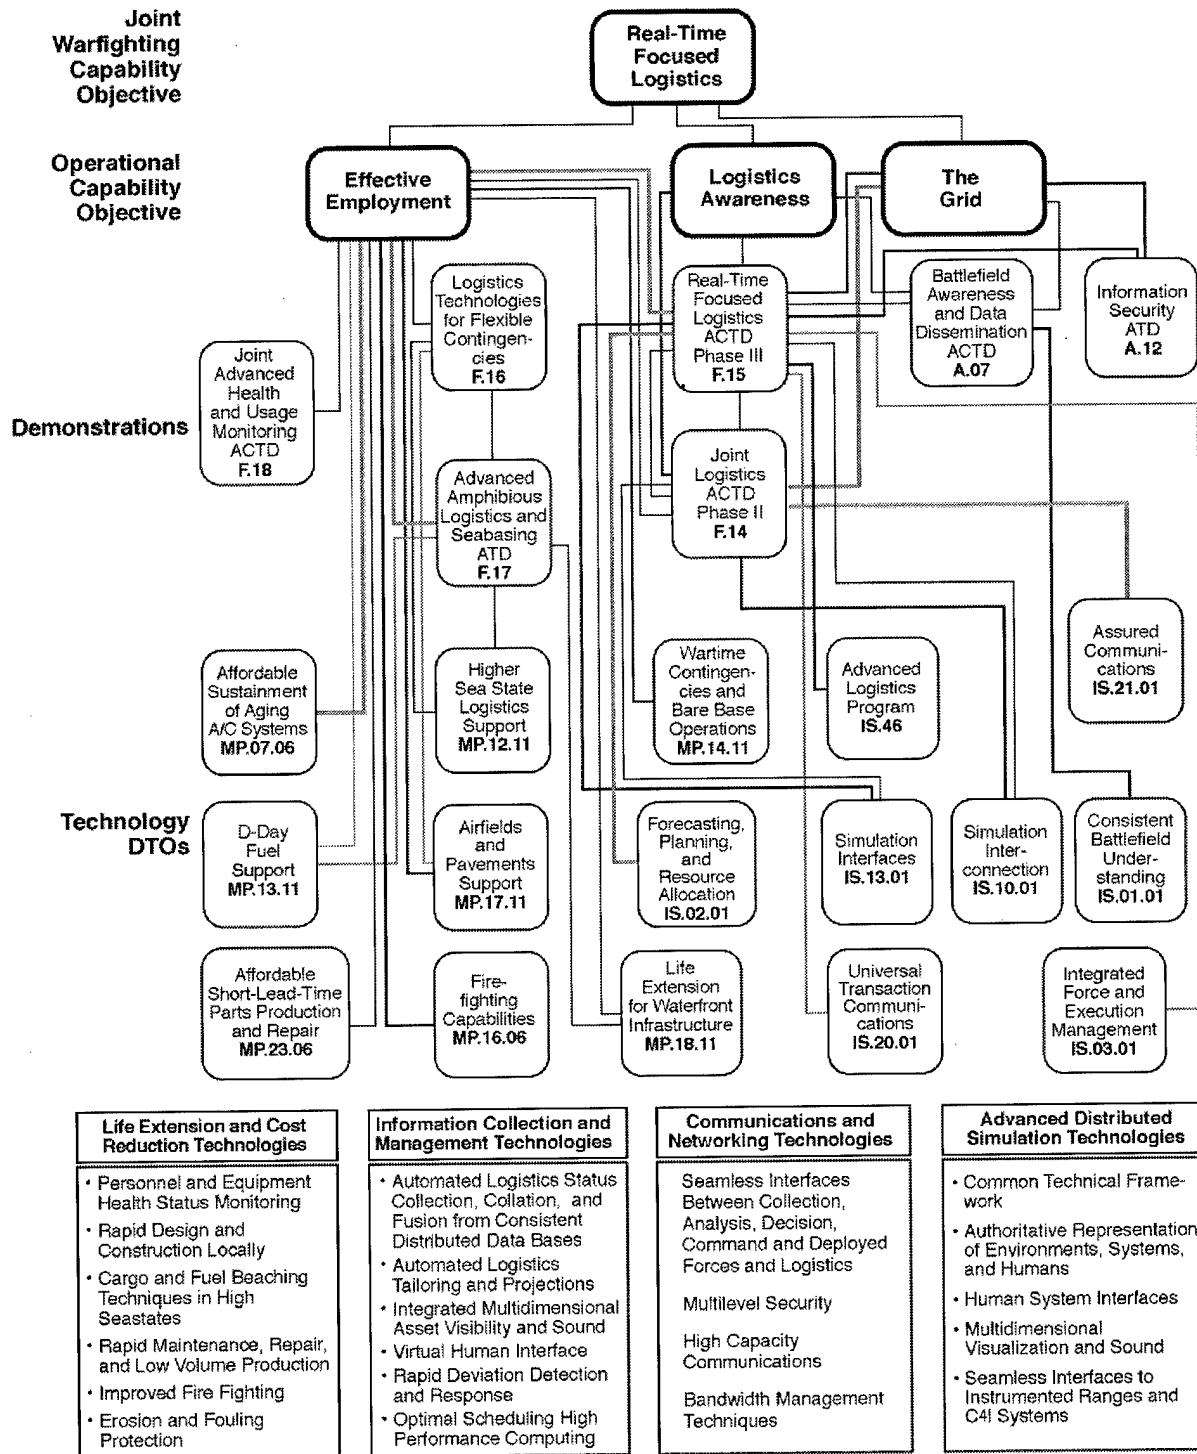 Joint
Warfighting
Capability
Objective
Real-Time
Focused
Logistics
Operational
Capability
Objective
Effective
Employment
Logistics
Awareness
The
Grid
Demonstrations
Joint
Advanced
Health
and Usage
Monitoring
ACTD
F.18
Logistics
Technologies
for Flexible
Contingen-
cies
F.16
Real-Time
Focused
Logistics
ACTD
Phase III
F.15
Battlefield
Awareness
and Data
Dissemination
ACTD
A.07
Information
Security
ATD
A.12
Advanced
Amphibious
Logistics and
Seabasing
ATD
F.17
Joint
Logistics
ACTD
Phase II
F.14
Technology
DTOs
Affordable
Sustainment
of Aging
A/C Systems
MP.07.06
Higher
Sea State
Logistics
Support
MP.12.11
Wartime
Contingen-
cies and
Bare Base
Operations
MP.14.11
Advanced
Logistics
Program
IS.46
Assured
Communi-
cations
IS.21.01
D-Day
Fuel
Support
MP.13.11
Airfields
and
Pavements
Support
MP.17.11
Forecasting,
Planning,
and
Resource
Allocation
IS.02.01
Simulation
Interfaces
IS.13.01
Simulation
Inter-
connection
IS.10.01
Consistent
Battlefield
Under-
standing
IS.01.01
Affordable
Short-Lead-Time
Parts Production
and Repair
MP.23.06
Fire-
fighting
Capabilities
MP.16.06
Life
Extension
for Waterfront
Infrastructure
MP.18.11
Universal
Transaction
Communi-
cations
IS.20.01
Integrated
Force and
Execution
Management
IS.03.01
Life Extension and Cost
Reduction Technologies
• Personnel and Equipment
Health Status Monitoring
• Rapid Design and
Construction Locally
• Cargo and Fuel Beaching
Techniques in High
Seastates
• Rapid Maintenance, Repair,
and Low Volume Production
• Improved Fire Fighting
• Erosion and Fouling
Protection
Information Collection and
Management Technologies
• Automated Logistics Status
Collection, Collation, and
Fusion from Consistent
Distributed Data Bases
• Automated Logistics
Tailoring and Projections
• Integrated Multidimensional
Asset Visibility and Sound
• Virtual Human Interface
• Rapid Deviation Detection
and Response
• Optimal Scheduling High
Performance Computing
Communications and
Networking Technologies
Seamless Interfaces
Between Collection,
Analysis, Decision,
Command and Deployed
Forces and Logistics
Multilevel Security
High Capacity
Communications
Bandwidth Management
Techniques
Advanced Distributed
Simulation Technologies
• Common Technical Frame-
work
• Authoritative Representation
of Environments, Systems,
and Humans
• Human System Interfaces
• Multidimensional
Visualization and Sound
• Seamless Interfaces to
Instrumented Ranges and
C4I Systems